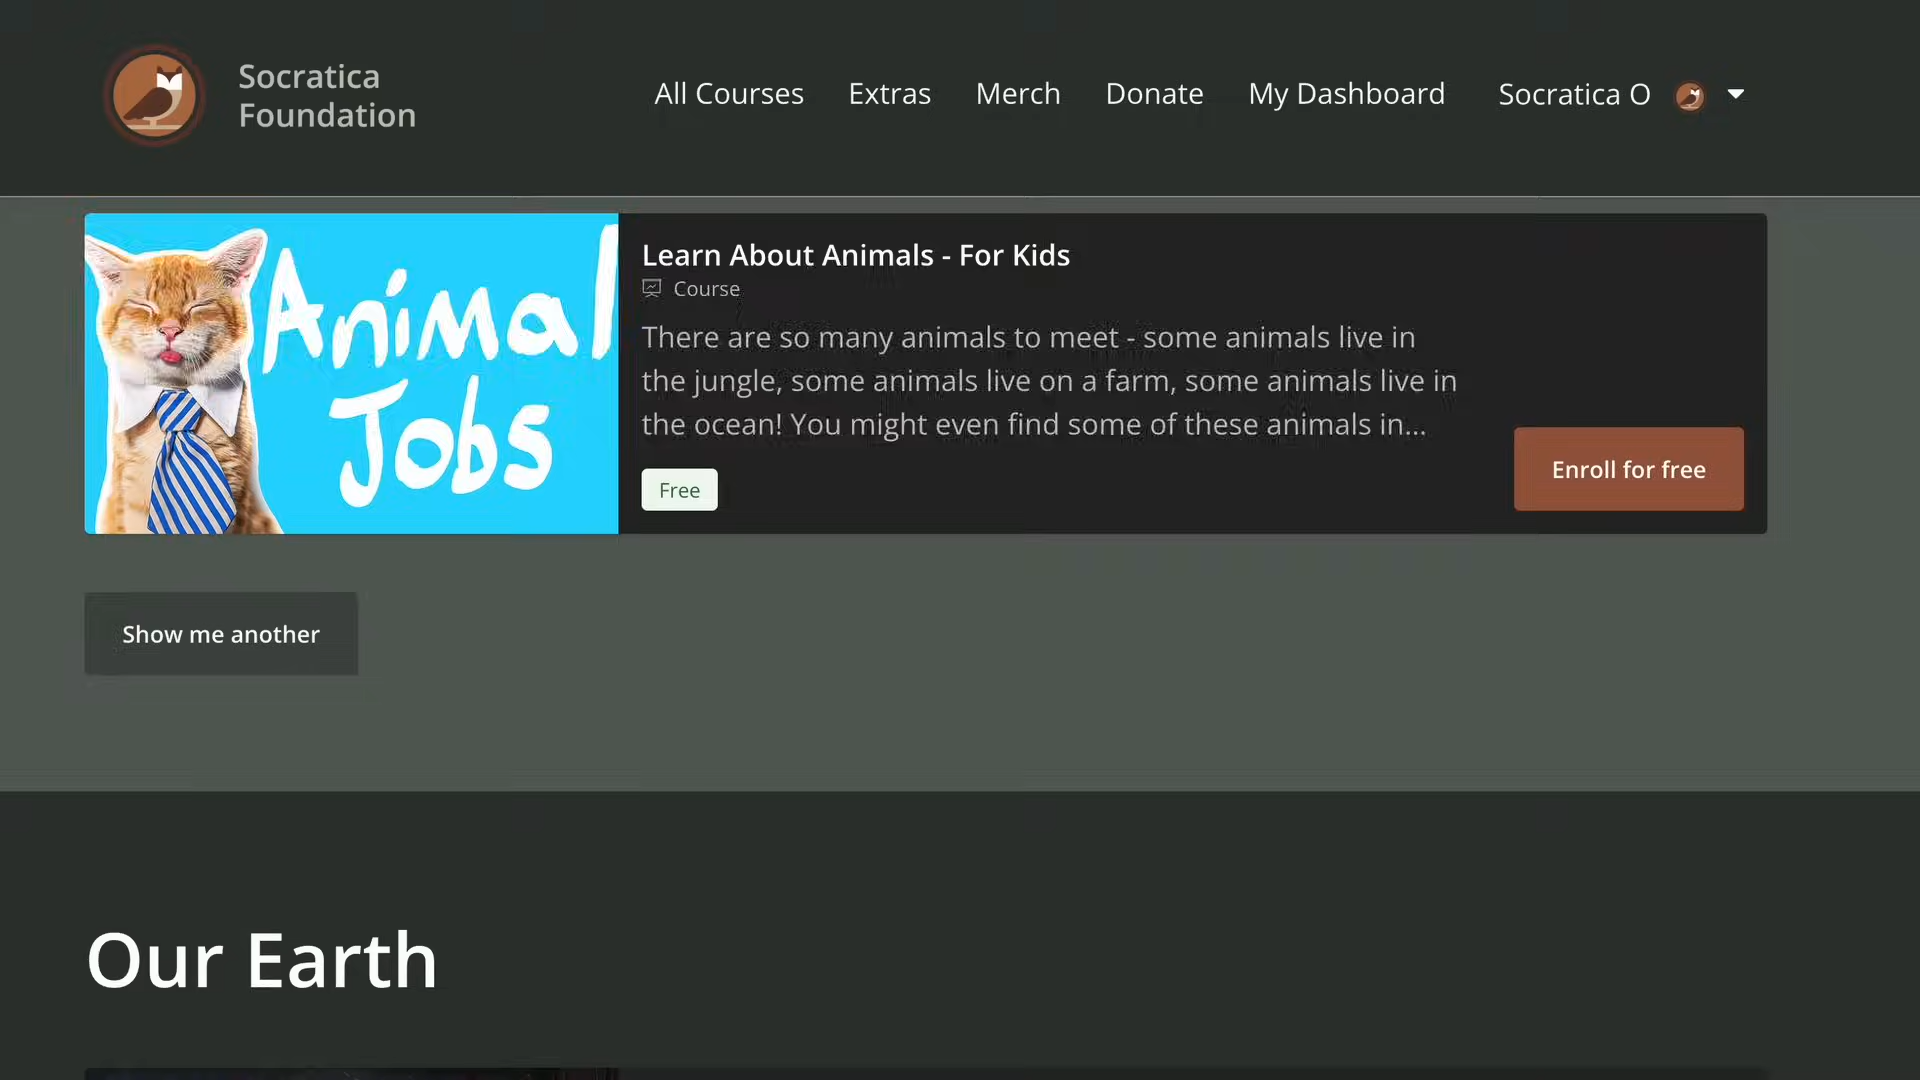 Socratica
Foundation
All Courses
Extras
Merch
Donate
My Dashboard
Socratica O
Animal
Jobs
Learn About Animals - For Kids
Course
There are so many animals to meet - some animals live in
the jungle, some animals live on a farm, some animals live in
the ocean! You might even find some of these animals in...
Free
Enroll for free
Show me another
Our Earth